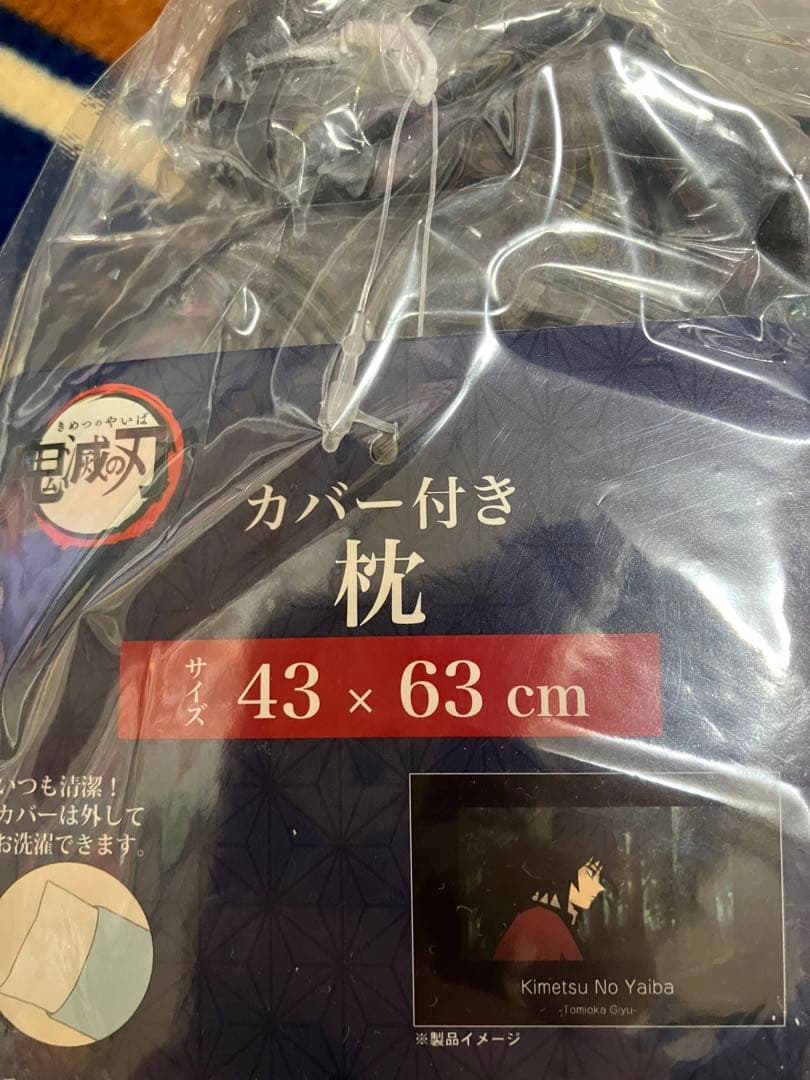 きめつのやいば
鬼滅の刃
カバー付き
枕
サイズ 43 × 63 cm
いつも清潔！
カバーは外して
お洗濯できます。
Kimetsu No Yaiba
-Tomioka Giyu-
※製品イメージ